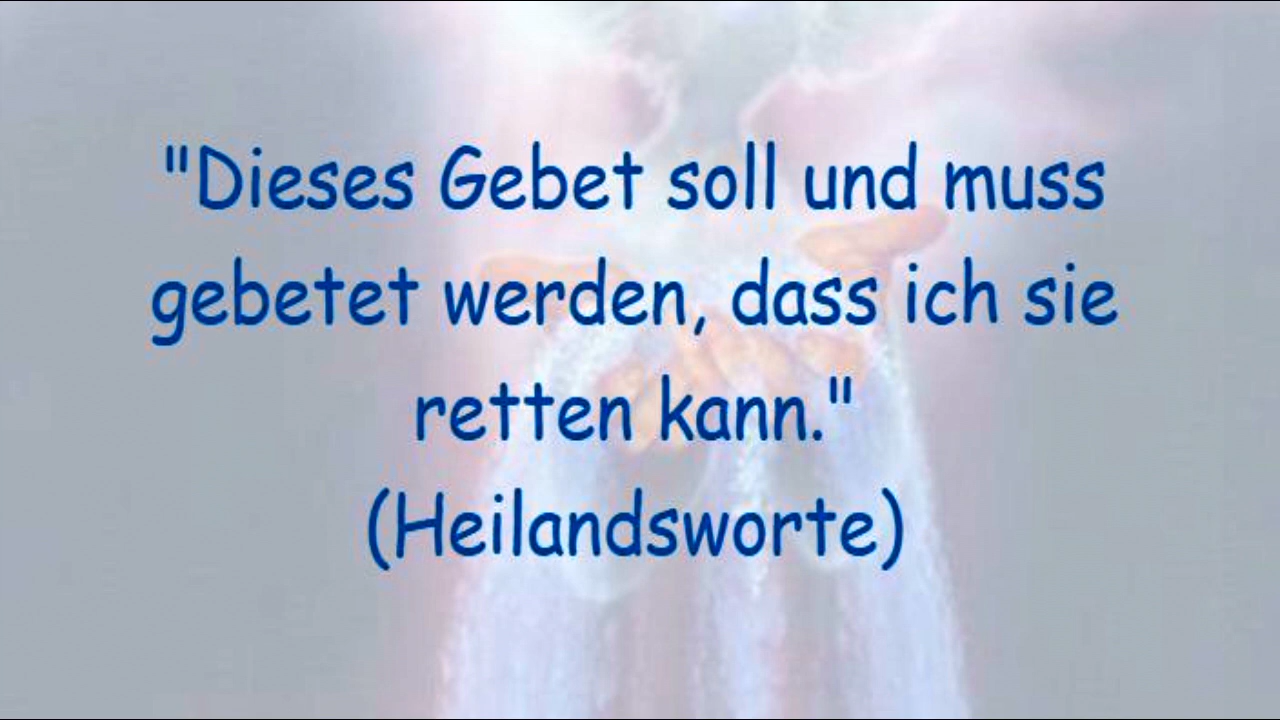 "Dieses Gebet soll und muss
gebetet werden, dass ich sie
retten kann."
(Heilandsworte)